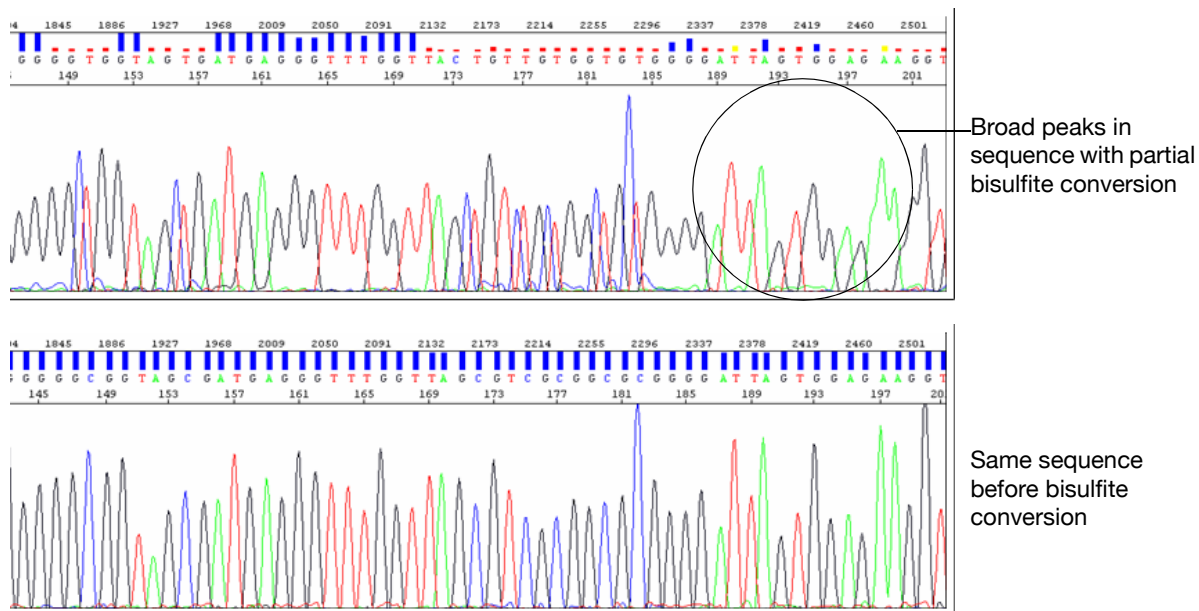 1845 1886 1927 1968 2009 2050 2091 2132 2173 2214 2255 2296 2337 2378 2419 2460 2501
G G G G T G G T A G T G A T G A G G G T T T G G T T A C T G T T G T G G T G T G G G G A T T A G T G G A G A A G G T
149 153 157 161 165 169 173 177 181 185 189 193 197 201
Broad peaks in
sequence with partial
bisulfite conversion
1845 1886 1927 1968 2009 2050 2091 2132 2173 2214 2255 2296 2337 2378 2419 2460 2501
G G G G G C G G T A G C G A T G A G G G T T T G G T T A G C G T C G C G G C G C G G G G A T T A G T G G A G A A G G T
145 149 153 157 161 165 169 173 177 181 185 189 193 197
Same sequence
before bisulfite
conversion